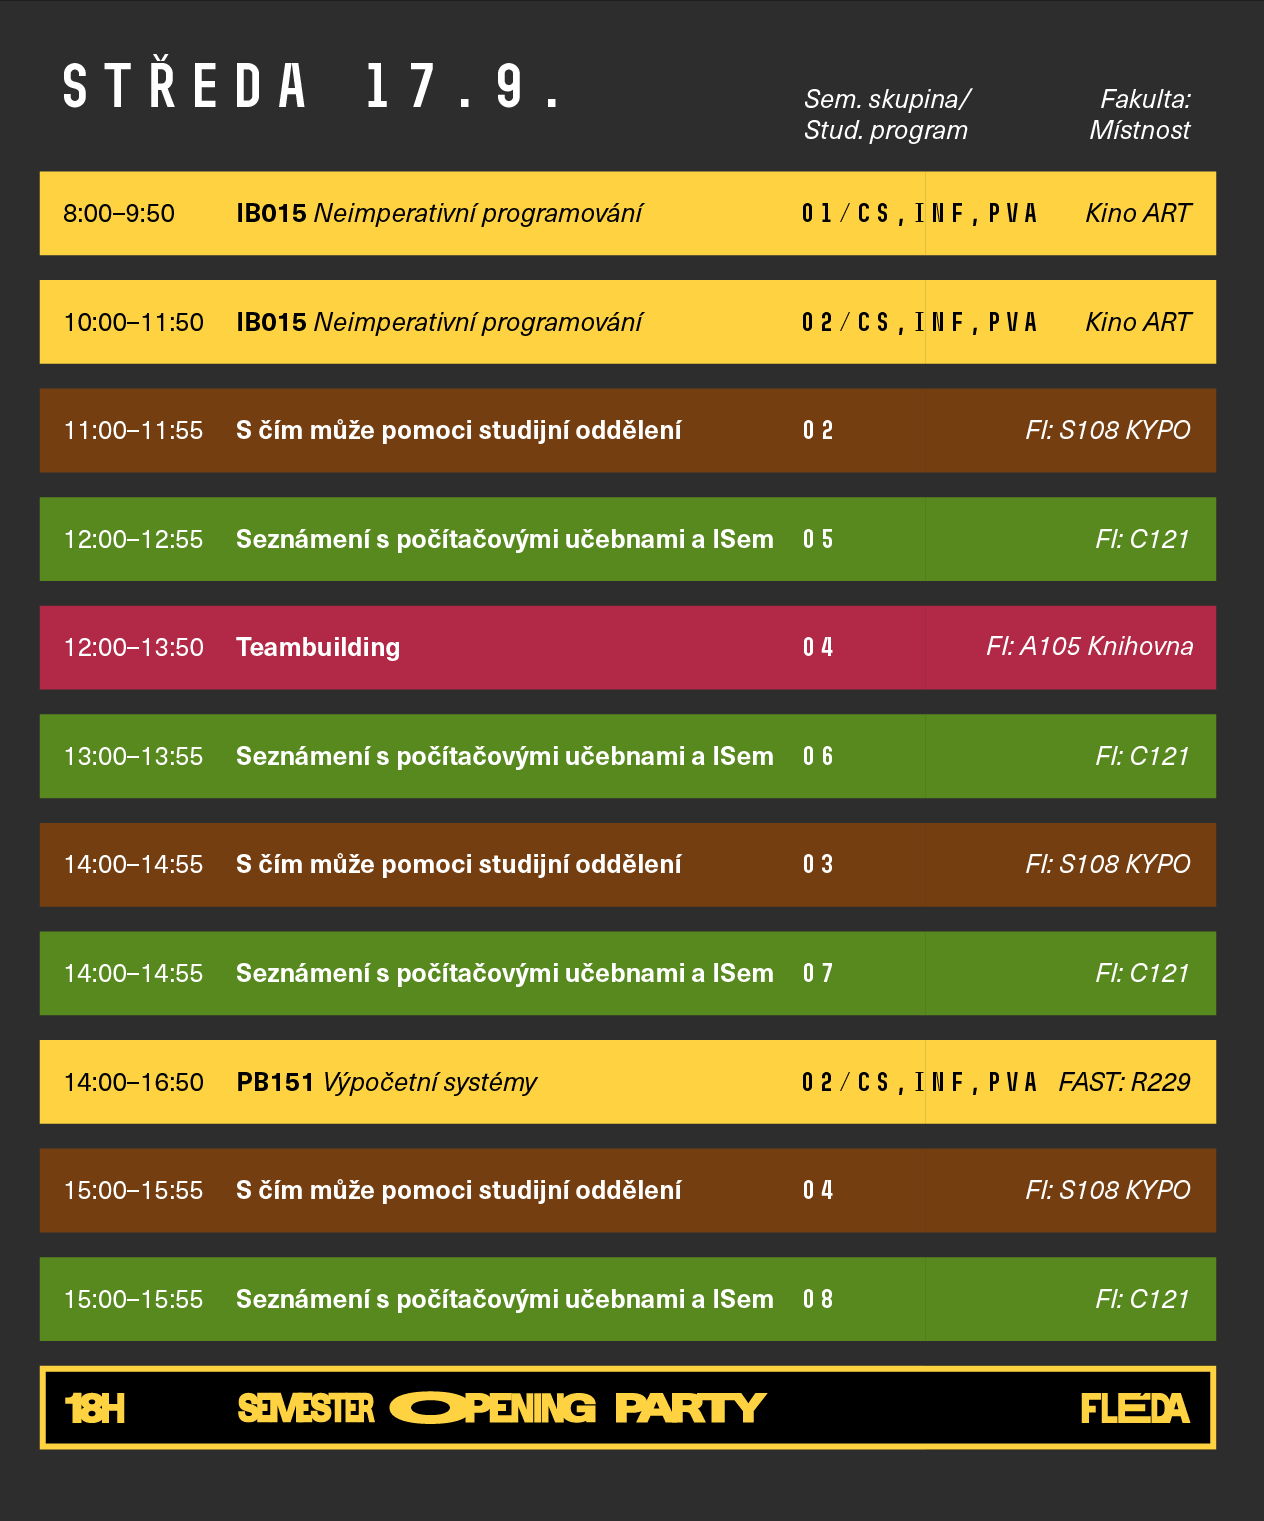 STŘEDA 17.9.
Sem. skupina/ Fakulta:
Stud. program Místnost
8:00–9:50 IB015 Neimperativní programování 01/CS,INF,PVA Kino ART
10:00–11:50 IB015 Neimperativní programování 02/CS,INF,PVA Kino ART
11:00–11:55 S čím může pomoci studijní oddělení 02 FI: S108 KYPO
12:00–12:55 Seznámení s počítačovými učebnami a ISem 05 FI: C121
12:00–13:50 Teambuilding 04 FI: A105 Knihovna
13:00–13:55 Seznámení s počítačovými učebnami a ISem 06 FI: C121
14:00–14:55 S čím může pomoci studijní oddělení 03 FI: S108 KYPO
14:00–14:55 Seznámení s počítačovými učebnami a ISem 07 FI: C121
14:00–16:50 PB151 Výpočetní systémy 02/CS,INF,PVA FAST: R229
15:00–15:55 S čím může pomoci studijní oddělení 04 FI: S108 KYPO
15:00–15:55 Seznámení s počítačovými učebnami a ISem 08 FI: C121
18H SEMESTER OPENING PARTY FLÉDA